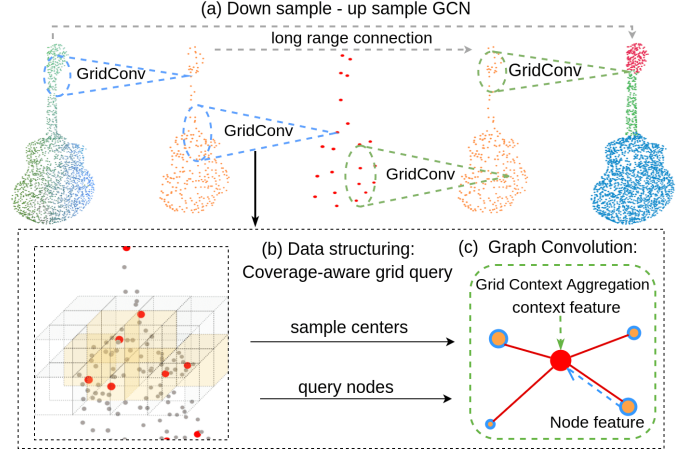 (a) Down sample - up sample GCN
long range connection
GridConv
GridConv
GridConv
GridConv
(b) Data structuring:
Coverage-aware grid query
(c) Graph Convolution:
Grid Context Aggregation
context feature
sample centers
query nodes
Node feature